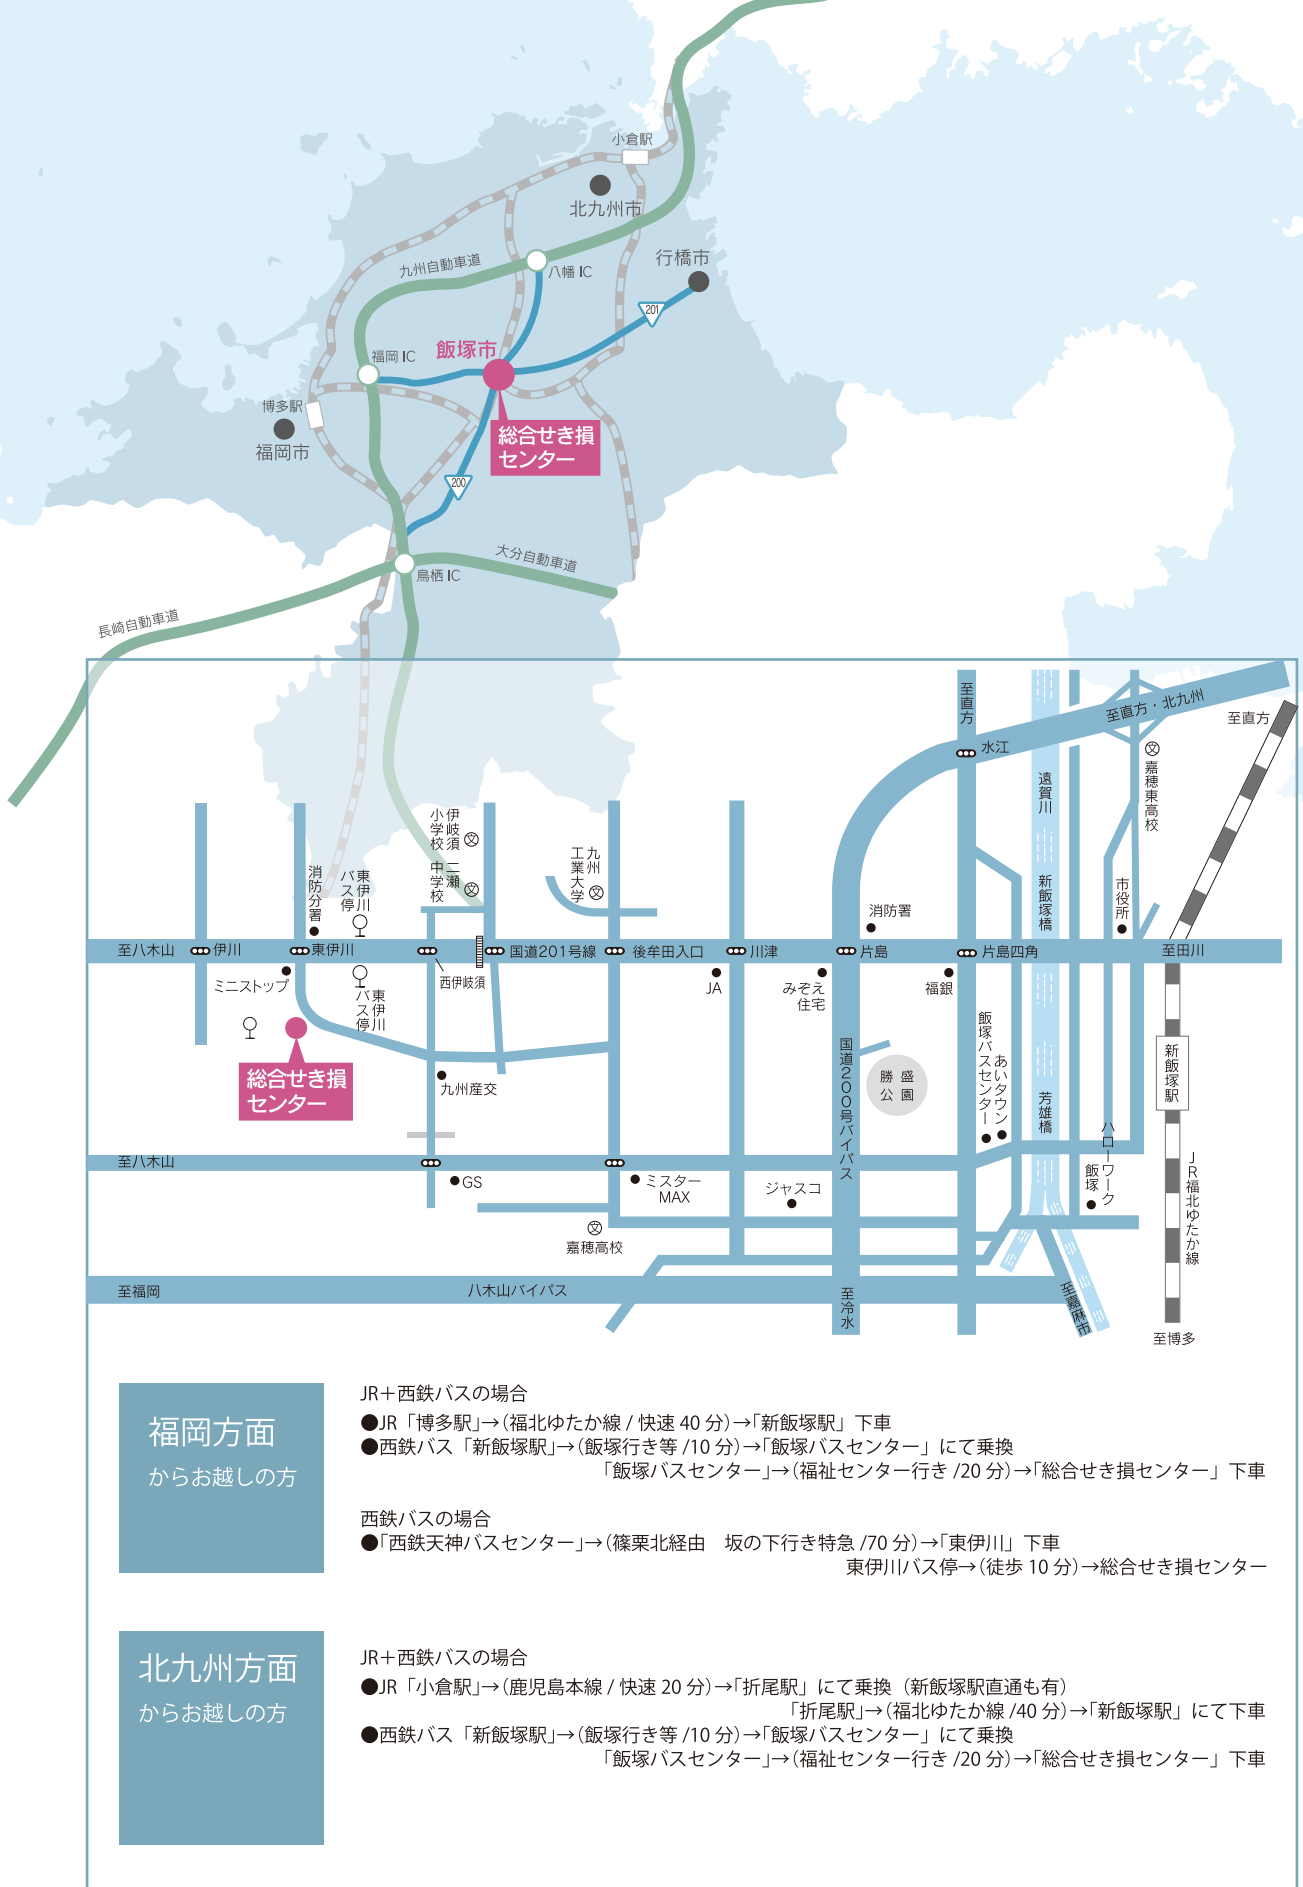 小倉駅
北九州市
行橋市
九州自動車道
八幡 IC
201
福岡 IC
飯塚市
博多駅
福岡市
総合せき損
センター
200
大分自動車道
鳥栖 IC
長崎自動車道
至直方
至直方・北九州
至直方
水江
遠賀川
嘉穂東高校
伊岐須
小学校
二瀬
中学校
九州
工業大学
消防分署
東伊川
バス停
新飯塚橋
市役所
消防署
至八木山
伊川
東伊川
国道201号線
後牟田入口
川津
片島
片島四角
至田川
ミニストップ
東伊川
バス停
西伊岐須
JA
みぞえ
住宅
福銀
総合せき損
センター
九州産交
国道200号バイパス
勝盛
公園
飯塚バスセンター
あいタウン
芳雄橋
新飯塚駅
至八木山
GS
ミスター
MAX
ジャスコ
ハローワーク
飯塚
JR福北ゆたか線
嘉穂高校
至福岡
八木山バイパス
至冷水
至嘉麻市
至博多
福岡方面
からお越しの方
JR＋西鉄バスの場合
●JR「博多駅」→（福北ゆたか線 / 快速 40 分）→「新飯塚駅」下車
●西鉄バス「新飯塚駅」→（飯塚行き等 /10 分）→「飯塚バスセンター」にて乗換
「飯塚バスセンター」→（福祉センター行き /20 分）→「総合せき損センター」下車
西鉄バスの場合
●「西鉄天神バスセンター」→（篠栗北経由　坂の下行き特急 /70 分）→「東伊川」下車
東伊川バス停→（徒歩 10 分）→総合せき損センター
北九州方面
からお越しの方
JR＋西鉄バスの場合
●JR「小倉駅」→（鹿児島本線 / 快速 20 分）→「折尾駅」にて乗換（新飯塚駅直通も有）
「折尾駅」→（福北ゆたか線 /40 分）→「新飯塚駅」にて下車
●西鉄バス「新飯塚駅」→（飯塚行き等 /10 分）→「飯塚バスセンター」にて乗換
「飯塚バスセンター」→（福祉センター行き /20 分）→「総合せき損センター」下車